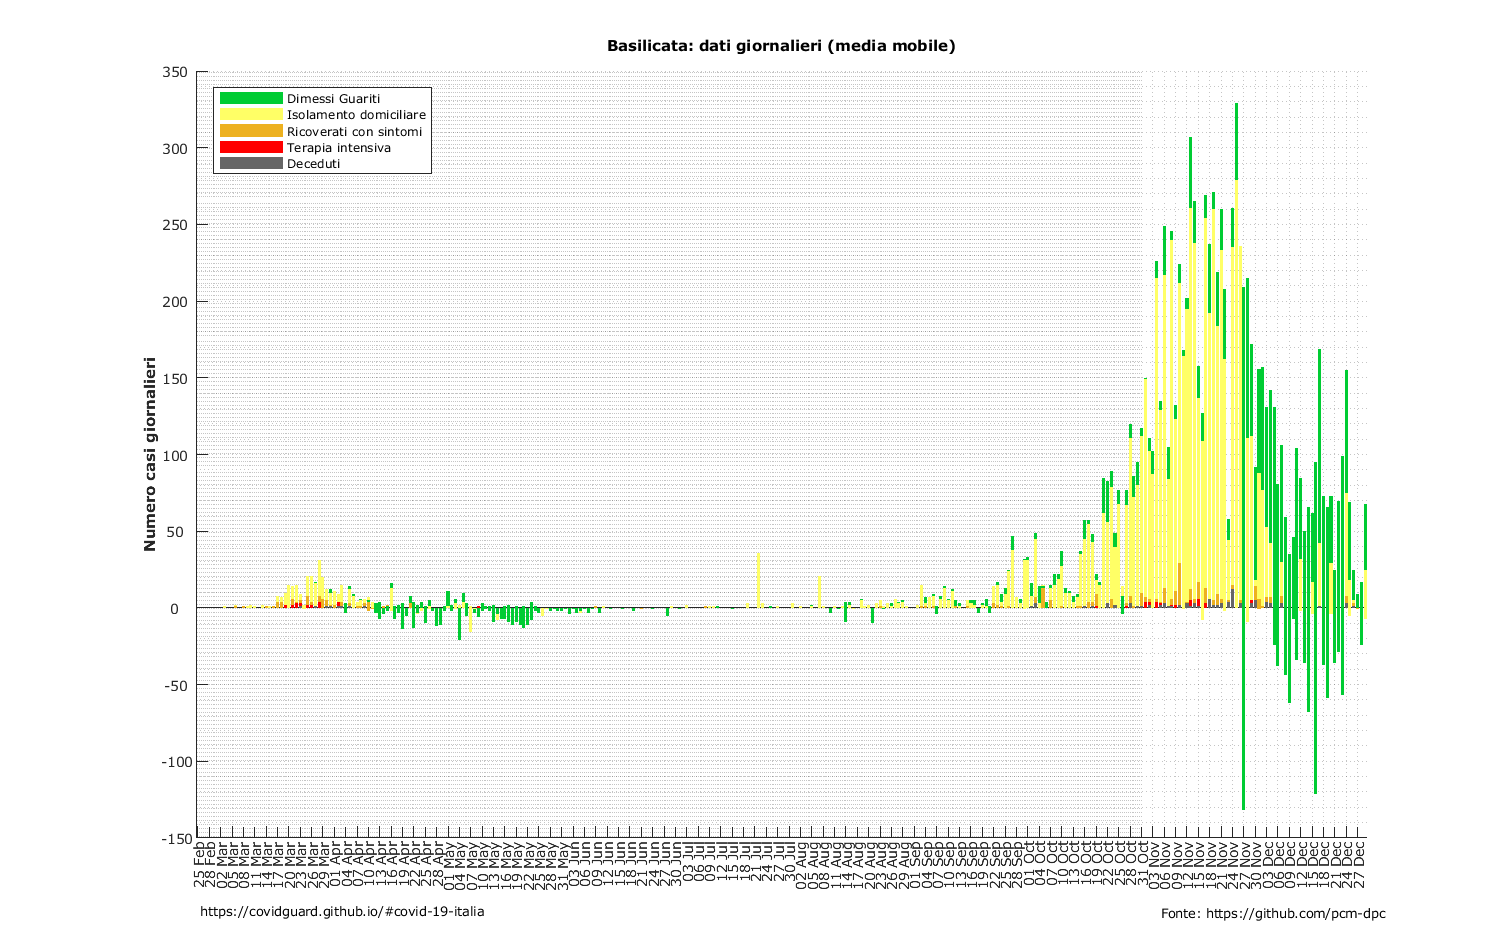 Basilicata: dati giornalieri (media mobile)
Numero casi giornalieri
350
300
250
200
150
100
50
0
-50
-100
-150
Dimessi Guariti
Isolamento domiciliare
Ricoverati con sintomi
Terapia intensiva
Deceduti
25 Feb
28 Feb
02 Mar
05 Mar
08 Mar
11 Mar
14 Mar
17 Mar
20 Mar
23 Mar
26 Mar
29 Mar
01 Apr
04 Apr
07 Apr
10 Apr
13 Apr
16 Apr
19 Apr
22 Apr
25 Apr
28 Apr
01 May
04 May
07 May
10 May
13 May
16 May
19 May
22 May
25 May
28 May
31 May
03 Jun
06 Jun
09 Jun
12 Jun
15 Jun
18 Jun
21 Jun
24 Jun
27 Jun
30 Jun
03 Jul
06 Jul
09 Jul
12 Jul
15 Jul
18 Jul
21 Jul
24 Jul
27 Jul
30 Jul
02 Aug
05 Aug
08 Aug
11 Aug
14 Aug
17 Aug
20 Aug
23 Aug
26 Aug
29 Aug
01 Sep
04 Sep
07 Sep
10 Sep
13 Sep
16 Sep
19 Sep
22 Sep
25 Sep
28 Sep
01 Oct
04 Oct
07 Oct
10 Oct
13 Oct
16 Oct
19 Oct
22 Oct
25 Oct
28 Oct
31 Oct
03 Nov
06 Nov
09 Nov
12 Nov
15 Nov
18 Nov
21 Nov
24 Nov
27 Nov
30 Nov
03 Dec
06 Dec
09 Dec
12 Dec
15 Dec
18 Dec
21 Dec
24 Dec
27 Dec
https://covidguard.github.io/#covid-19-italia
Fonte: https://github.com/pcm-dpc